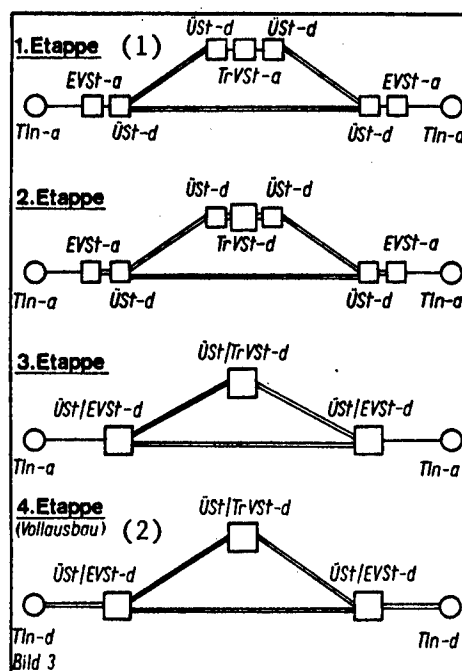 ÜSt-d ÜSt-d
1.Etappe (1)
EVSt-a TrVSt-a EVSt-a
Tln-a ÜSt-d ÜSt-d Tln-a
ÜSt-d ÜSt-d
2.Etappe
EVSt-a TrVSt-d EVSt-a
Tln-a ÜSt-d ÜSt-d Tln-a
3.Etappe
ÜSt/TrVSt-d
ÜSt/EVSt-d ÜSt/EVSt-d
Tln-a Tln-a
4.Etappe
(Vollausbau) (2) ÜSt/TrVSt-d
ÜSt/EVSt-d ÜSt/EVSt-d
Tln-d Tln-d
Bild 3